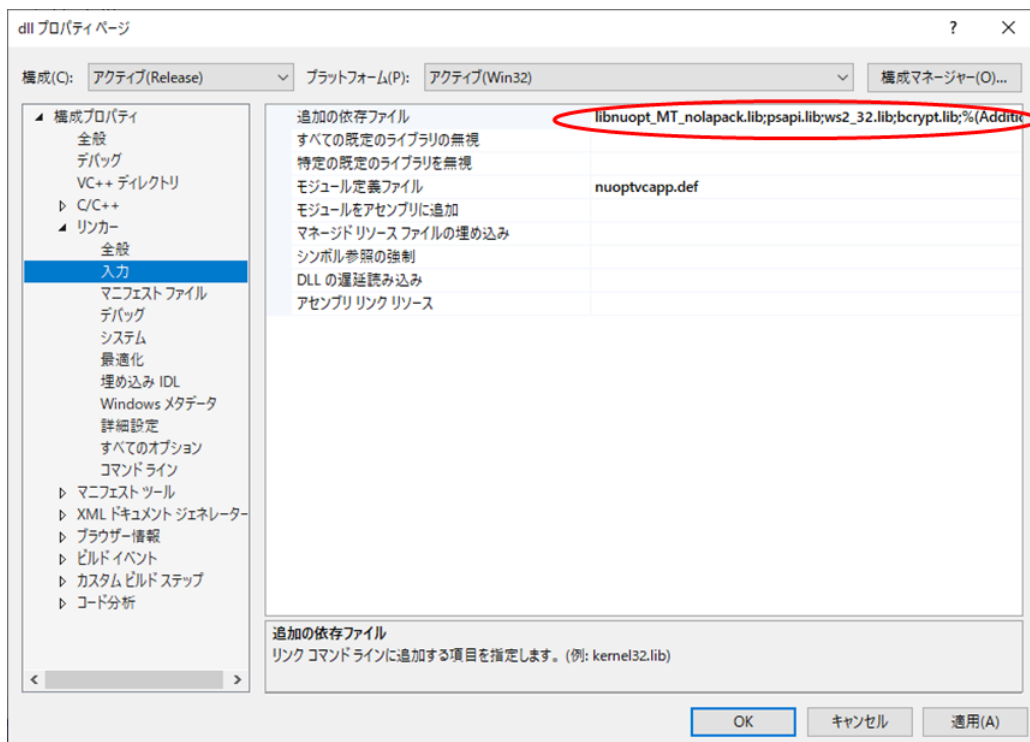 dll プロパティ ページ
?
構成(C): アクティブ(Release) プラットフォーム(P): アクティブ(Win32) 構成マネージャー(O)...
構成プロパティ
全般
デバッグ
VC++ ディレクトリ
C/C++
リンカー
全般
入力
マニフェスト ファイル
デバッグ
システム
最適化
埋め込み IDL
Windows メタデータ
詳細設定
すべてのオプション
コマンド ライン
マニフェスト ツール
XML ドキュメント ジェネレーター
ブラウザー情報
ビルド イベント
カスタム ビルド ステップ
コード分析
追加の依存ファイル libnuopt_MT_nolapack.lib;psapi.lib;ws2_32.lib;bcrypt.lib;%(Additic
すべての既定のライブラリの無視
特定の既定のライブラリを無視
モジュール定義ファイル nuoptvcapp.def
モジュールをアセンブリに追加
マネージド リソース ファイルの埋め込み
シンボル参照の強制
DLL の遅延読み込み
アセンブリ リンク リソース
追加の依存ファイル
リンク コマンド ラインに追加する項目を指定します。(例: kernel32.lib)
OK キャンセル 適用(A)